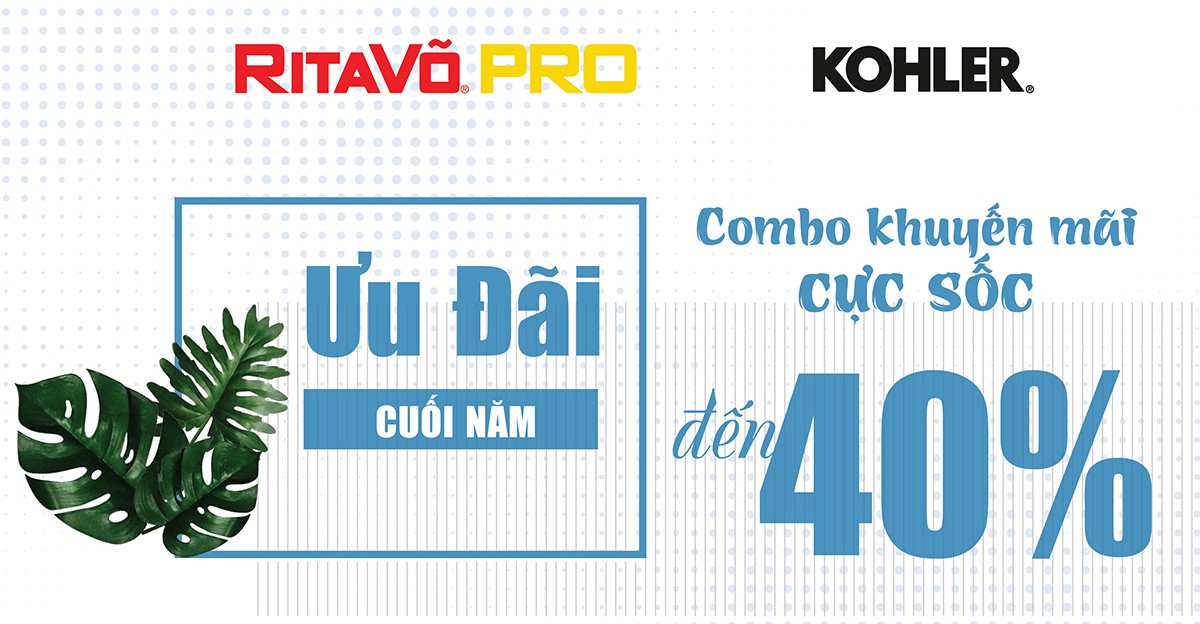 RITAVÕ® PRO
KOHLER®
Ưu Đãi
CUỐI NĂM
Combo khuyến mãi
cực sốc
đến 40%